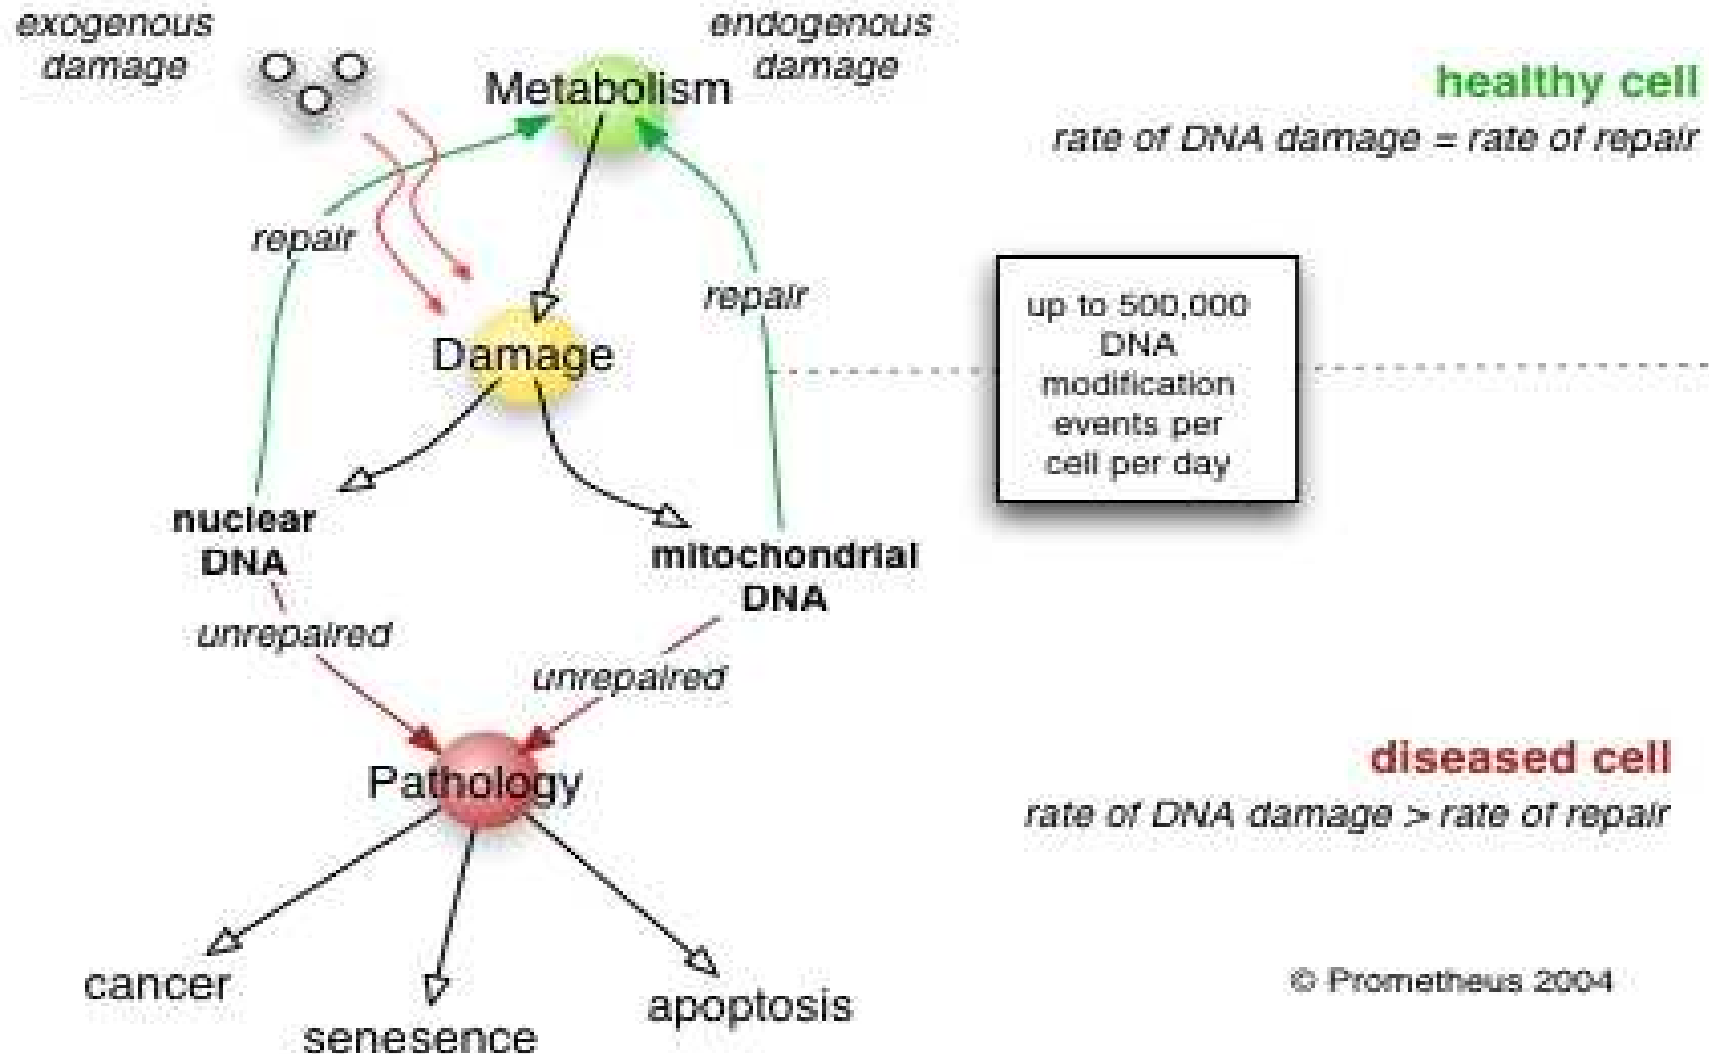 exogenous
damage
endogenous
damage
Metabolism
healthy cell
rate of DNA damage = rate of repair
repair
repair
up to 500,000
DNA
modification
events per
cell per day
Damage
nuclear
DNA
mitochondrial
DNA
unrepaired
unrepaired
Pathology
diseased cell
rate of DNA damage > rate of repair
cancer
senesence
apoptosis
© Prometheus 2004